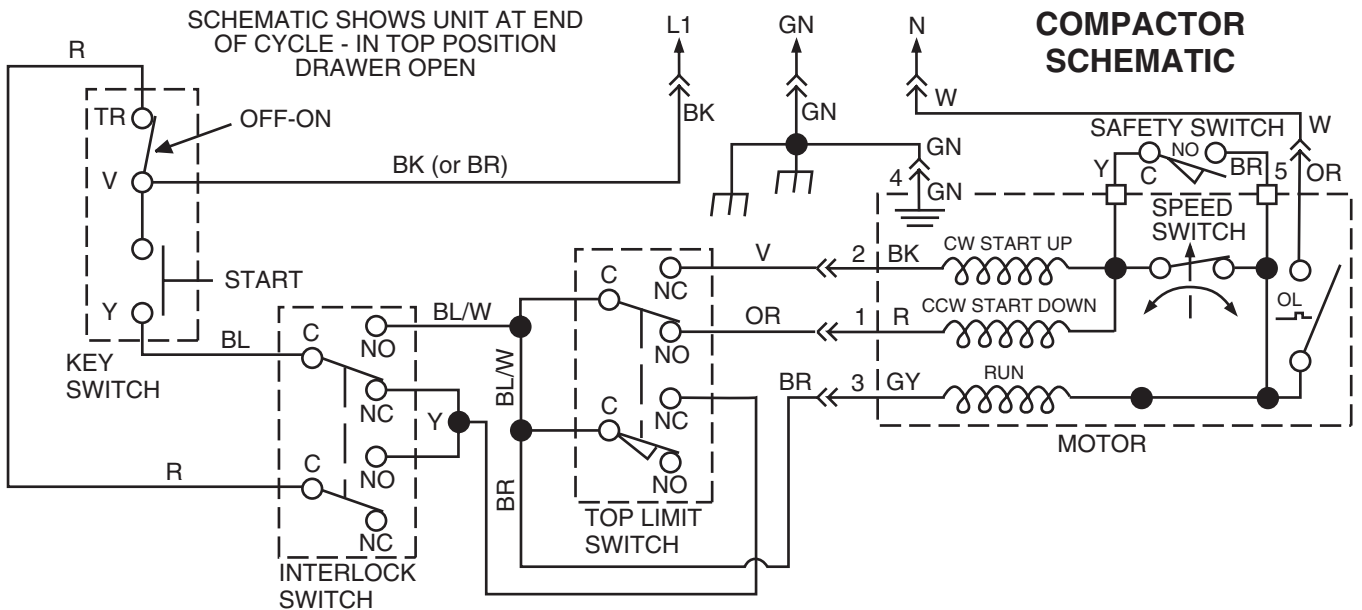 SCHEMATIC SHOWS UNIT AT END
OF CYCLE - IN TOP POSITION
DRAWER OPEN
COMPACTOR
SCHEMATIC
L1
GN
N
R
TR
OFF-ON
BK
GN
W
SAFETY SWITCH
W
V
BK (or BR)
GN
4
GN
Y
C
NO
BR
5
OR
SPEED
SWITCH
START
Y
KEY
SWITCH
BL
C
NO
NC
BL/W
BL/W
C
NC
NO
V
2
BK
CW START UP
OR
1
R
CCW START DOWN
OL
BR
3
GY
RUN
MOTOR
Y
C
NC
NO
R
C
NO
NC
BR
TOP LIMIT
SWITCH
INTERLOCK
SWITCH